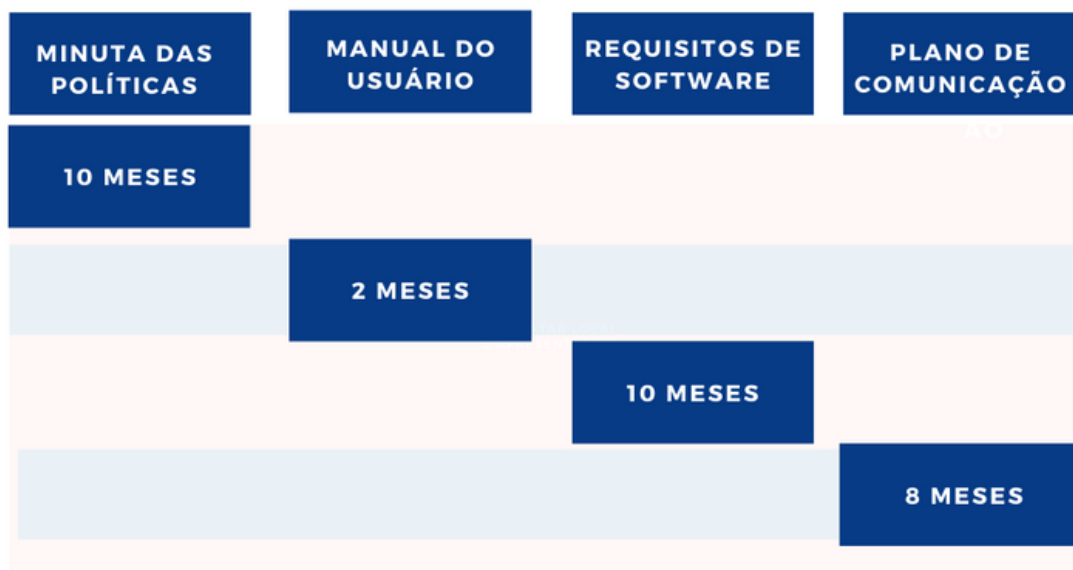 MINUTA DAS
POLÍTICAS
MANUAL DO
USUÁRIO
REQUISITOS DE
SOFTWARE
PLANO DE
COMUNICAÇÃO
ÃO
10 MESES
2 MESES
10 MESES
8 MESES